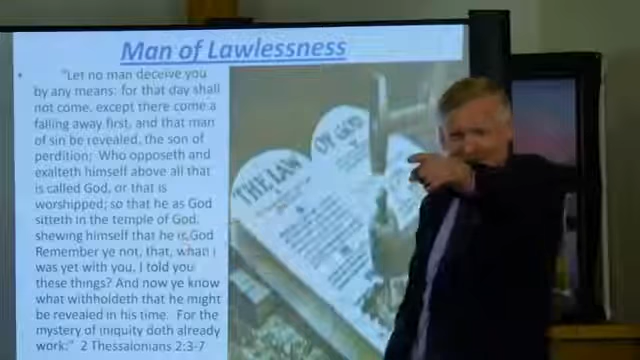 Man of Lawlessness
"Let no man deceive you
by any means: for that day shall
not come, except there come a
falling away first, and that man
of sin be revealed, the son of
perdition; Who opposeth and
exalteth himself above all that
is called God, or that is
worshipped; so that he as God
sitteth in the temple of God,
shewing himself that he is God
Remember ye not, that, when i
was yet with you, I told you
these things? And now ye know
what withholdeth that he might
be revealed in his time. For the
mystery of iniquity doth already
work:" 2 Thessalonians 2:3-7
THE LAW
OF GOD